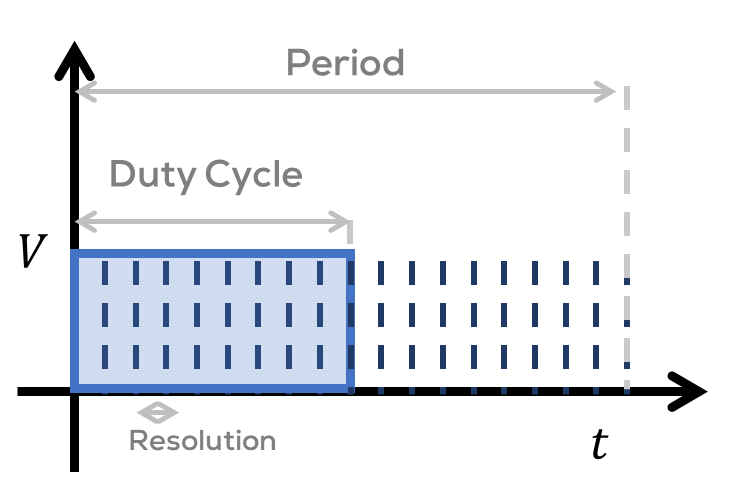 Period
Duty Cycle
V
Resolution
t